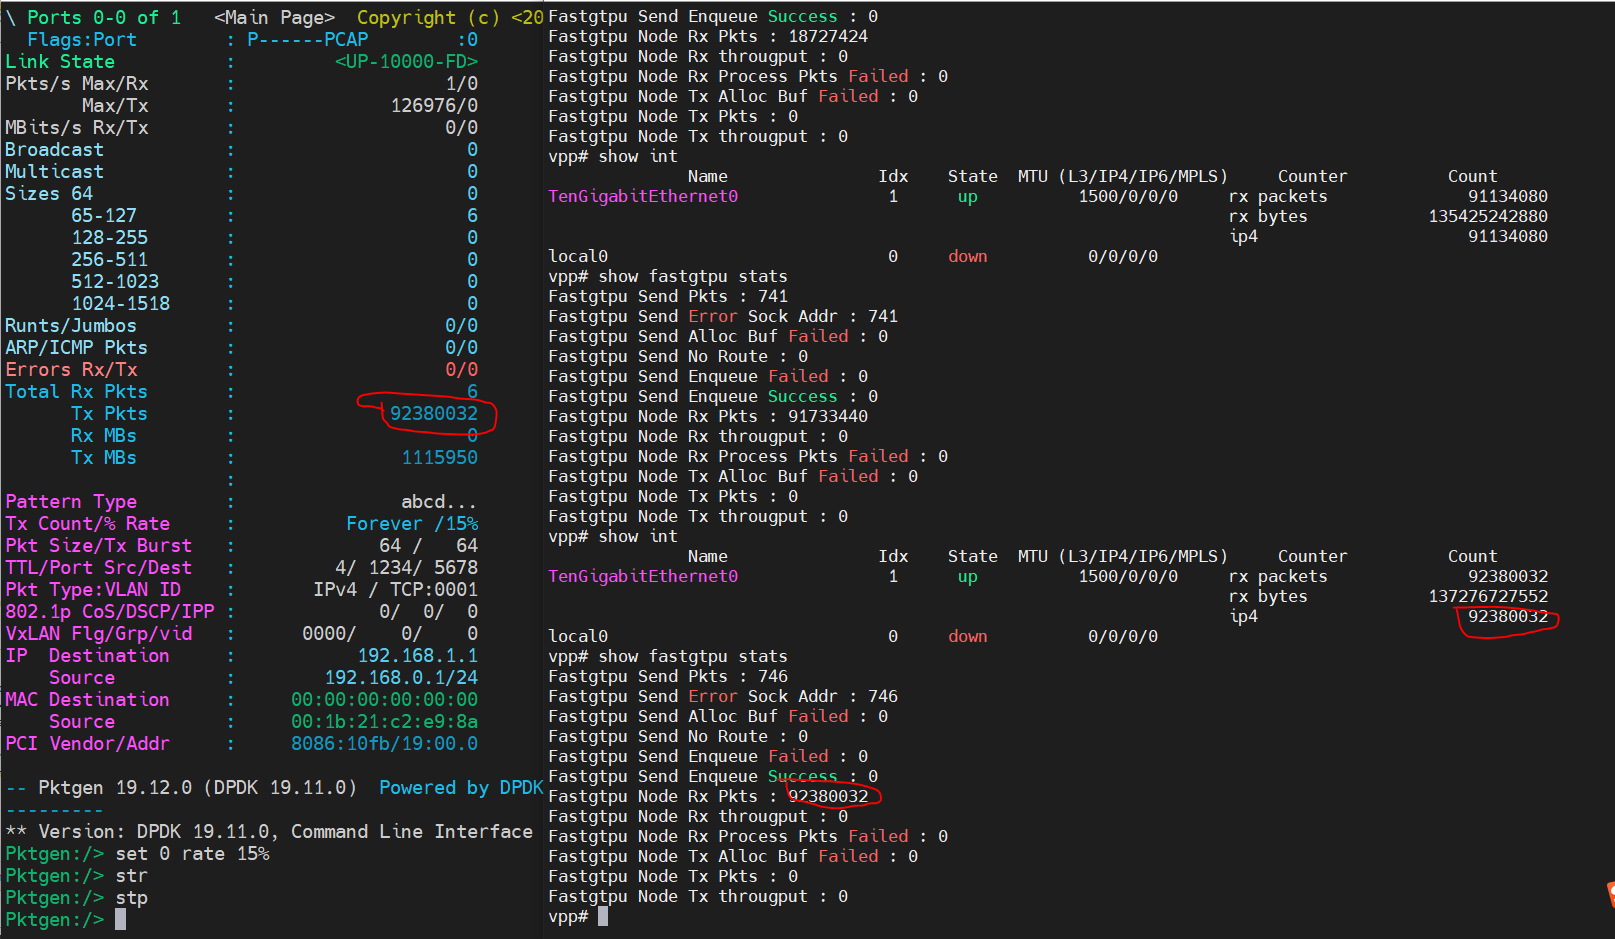 \ Ports 0-0 of 1   <Main Page>  Copyright (c) <20
  Flags:Port        : P------PCAP        :0
Link State          :         <UP-10000-FD>
Pkts/s Max/Rx       :                   1/0
       Max/Tx       :              126976/0
MBits/s Rx/Tx       :                   0/0
Broadcast           :                     0
Multicast           :                     0
Sizes 64            :                     0
      65-127        :                     6
      128-255       :                     0
      256-511       :                     0
      512-1023      :                     0
      1024-1518     :                     0
Runts/Jumbos        :                   0/0
ARP/ICMP Pkts       :                   0/0
Errors Rx/Tx        :                   0/0
Total Rx Pkts       :                     6
      Tx Pkts       :              92380032
      Rx MBs        :                     0
      Tx MBs        :               1115950
                    :
Pattern Type        :               abcd...
Tx Count/% Rate     :          Forever /15%
Pkt Size/Tx Burst   :             64 /   64
TTL/Port Src/Dest   :         4/ 1234/ 5678
Pkt Type:VLAN ID    :       IPv4 / TCP:0001
802.1p CoS/DSCP/IPP :             0/  0/  0
VxLAN Flg/Grp/vid   :      0000/    0/    0
IP  Destination     :           192.168.1.1
    Source          :        192.168.0.1/24
MAC Destination     :     00:00:00:00:00:00
    Source          :     00:1b:21:c2:e9:8a
PCI Vendor/Addr     :     8086:10fb/19:00.0
-- Pktgen 19.12.0 (DPDK 19.11.0)  Powered by DPDK
---------
** Version: DPDK 19.11.0, Command Line Interface
Pktgen:/> set 0 rate 15%
Pktgen:/> str
Pktgen:/> stp
Pktgen:/>
Fastgtpu Send Enqueue Success : 0
Fastgtpu Node Rx Pkts : 18727424
Fastgtpu Node Rx througput : 0
Fastgtpu Node Rx Process Pkts Failed : 0
Fastgtpu Node Tx Alloc Buf Failed : 0
Fastgtpu Node Tx Pkts : 0
Fastgtpu Node Tx througput : 0
vpp# show int
              Name               Idx    State  MTU (L3/IP4/IP6/MPLS)     Counter          Count
TenGigabitEthernet0               1      up          1500/0/0/0     rx packets              91134080
rx bytes            135425242880
ip4                     91134080
local0                            0     down          0/0/0/0
vpp# show fastgtpu stats
Fastgtpu Send Pkts : 741
Fastgtpu Send Error Sock Addr : 741
Fastgtpu Send Alloc Buf Failed : 0
Fastgtpu Send No Route : 0
Fastgtpu Send Enqueue Failed : 0
Fastgtpu Send Enqueue Success : 0
Fastgtpu Node Rx Pkts : 91733440
Fastgtpu Node Rx througput : 0
Fastgtpu Node Rx Process Pkts Failed : 0
Fastgtpu Node Tx Alloc Buf Failed : 0
Fastgtpu Node Tx Pkts : 0
Fastgtpu Node Tx througput : 0
vpp# show int
              Name               Idx    State  MTU (L3/IP4/IP6/MPLS)     Counter          Count
TenGigabitEthernet0               1      up          1500/0/0/0     rx packets              92380032
rx bytes            137276727552
ip4                     92380032
local0                            0     down          0/0/0/0
vpp# show fastgtpu stats
Fastgtpu Send Pkts : 746
Fastgtpu Send Error Sock Addr : 746
Fastgtpu Send Alloc Buf Failed : 0
Fastgtpu Send No Route : 0
Fastgtpu Send Enqueue Failed : 0
Fastgtpu Send Enqueue Success : 0
Fastgtpu Node Rx Pkts : 92380032
Fastgtpu Node Rx througput : 0
Fastgtpu Node Rx Process Pkts Failed : 0
Fastgtpu Node Tx Alloc Buf Failed : 0
Fastgtpu Node Tx Pkts : 0
Fastgtpu Node Tx througput : 0
vpp#